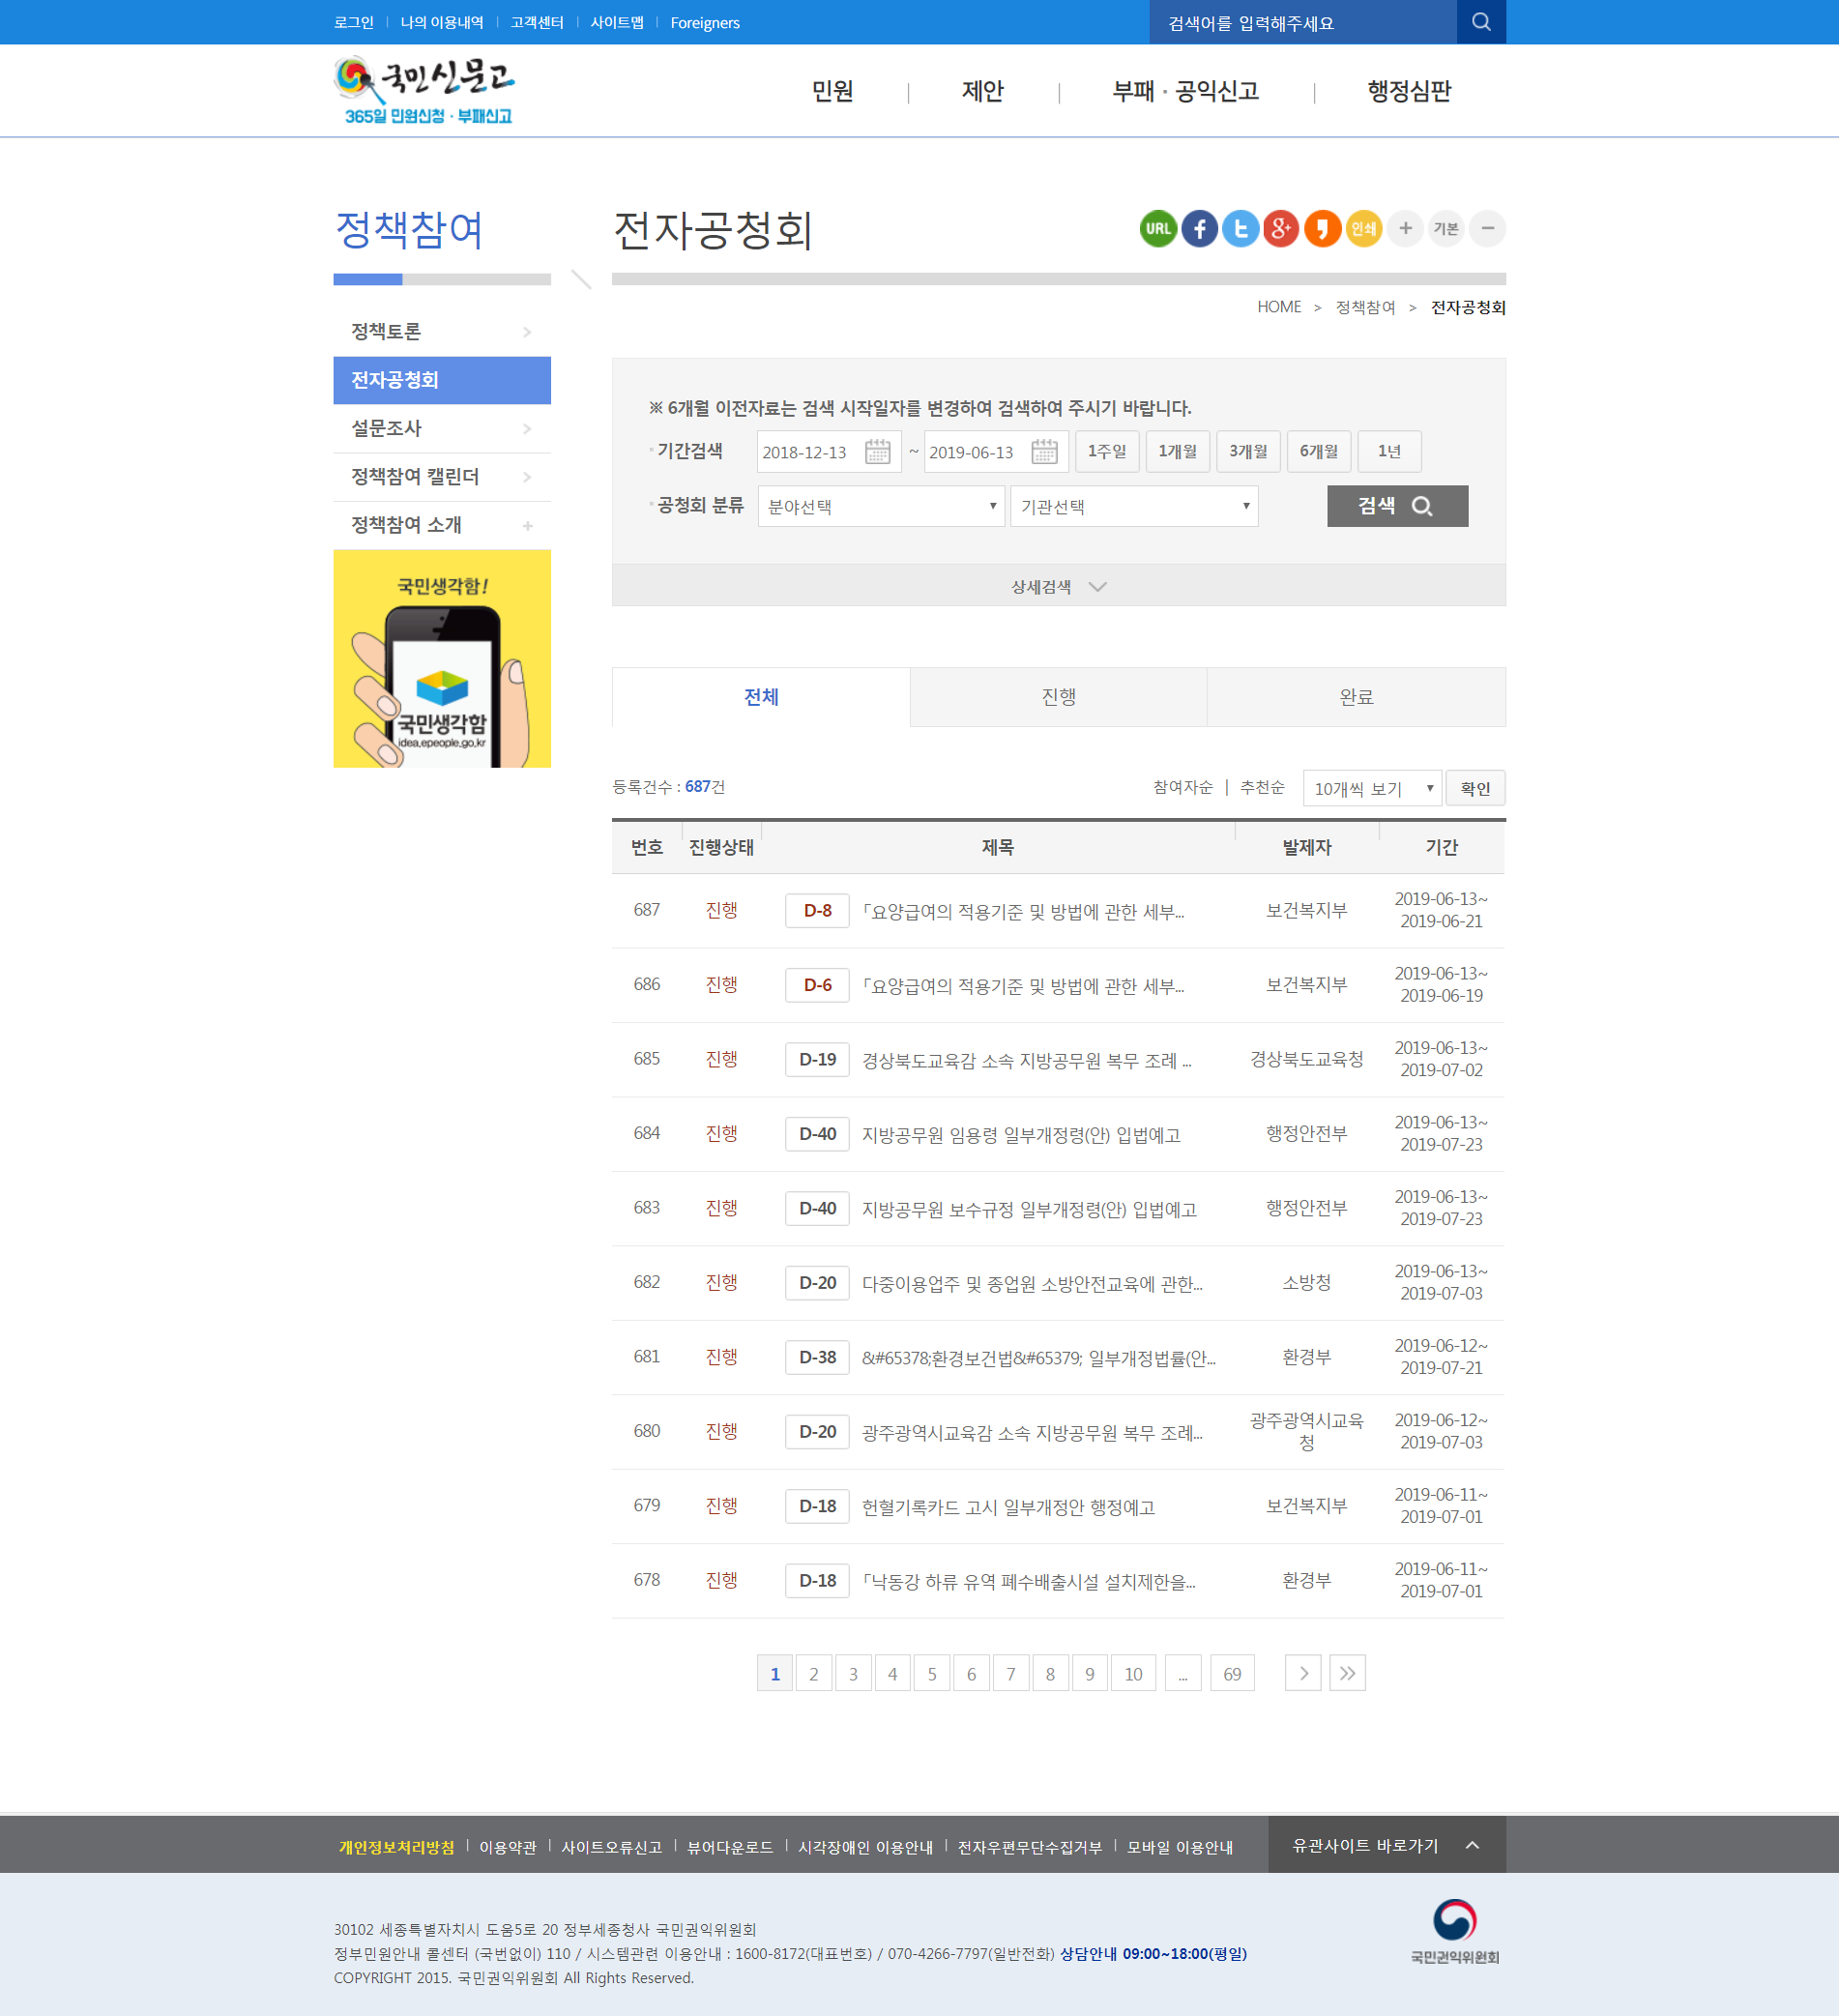 로그인 | 나의 이용내역 | 고객센터 | 사이트맵 | Foreigners
검색어를 입력해주세요
국민신문고
365일 민원신청·부패신고
민원 | 제안 | 부패·공익신고 | 행정심판
정책참여
정책토론
전자공청회
설문조사
정책참여 캘린더
정책참여 소개
국민생각함!
국민생각함
idea.epeople.go.kr
전자공청회
URL f t g+ 인쇄 + 기본 −
HOME > 정책참여 > 전자공청회
※ 6개월 이전자료는 검색 시작일자를 변경하여 검색하여 주시기 바랍니다.
기간검색 2018-12-13 ~ 2019-06-13 1주일 1개월 3개월 6개월 1년
공청회 분류 분야선택 기관선택 검색
상세검색
전체 진행 완료
등록건수 : 687건 참여자순 | 추천순 10개씩 보기 확인
번호 진행상태 제목 발제자 기간
687 진행 D-8 「요양급여의 적용기준 및 방법에 관한 세부... 보건복지부 2019-06-13~
2019-06-21
686 진행 D-6 「요양급여의 적용기준 및 방법에 관한 세부... 보건복지부 2019-06-13~
2019-06-19
685 진행 D-19 경상북도교육감 소속 지방공무원 복무 조례 ... 경상북도교육청 2019-06-13~
2019-07-02
684 진행 D-40 지방공무원 임용령 일부개정령(안) 입법예고 행정안전부 2019-06-13~
2019-07-23
683 진행 D-40 지방공무원 보수규정 일부개정령(안) 입법예고 행정안전부 2019-06-13~
2019-07-23
682 진행 D-20 다중이용업주 및 종업원 소방안전교육에 관한... 소방청 2019-06-13~
2019-07-03
681 진행 D-38 &#65378;환경보건법&#65379; 일부개정법률(안... 환경부 2019-06-12~
2019-07-21
680 진행 D-20 광주광역시교육감 소속 지방공무원 복무 조례... 광주광역시교육청 2019-06-12~
2019-07-03
679 진행 D-18 헌혈기록카드 고시 일부개정안 행정예고 보건복지부 2019-06-11~
2019-07-01
678 진행 D-18 「낙동강 하류 유역 폐수배출시설 설치제한을... 환경부 2019-06-11~
2019-07-01
1 2 3 4 5 6 7 8 9 10 ... 69
개인정보처리방침 | 이용약관 | 사이트오류신고 | 뷰어다운로드 | 시각장애인 이용안내 | 전자우편무단수집거부 | 모바일 이용안내
유관사이트 바로가기
30102 세종특별자치시 도움5로 20 정부세종청사 국민권익위원회
정부민원안내 콜센터 (국번없이) 110 / 시스템관련 이용안내 : 1600-8172(대표번호) / 070-4266-7797(일반전화) 상담안내 09:00~18:00(평일)
COPYRIGHT 2015. 국민권익위원회 All Rights Reserved.
국민권익위원회